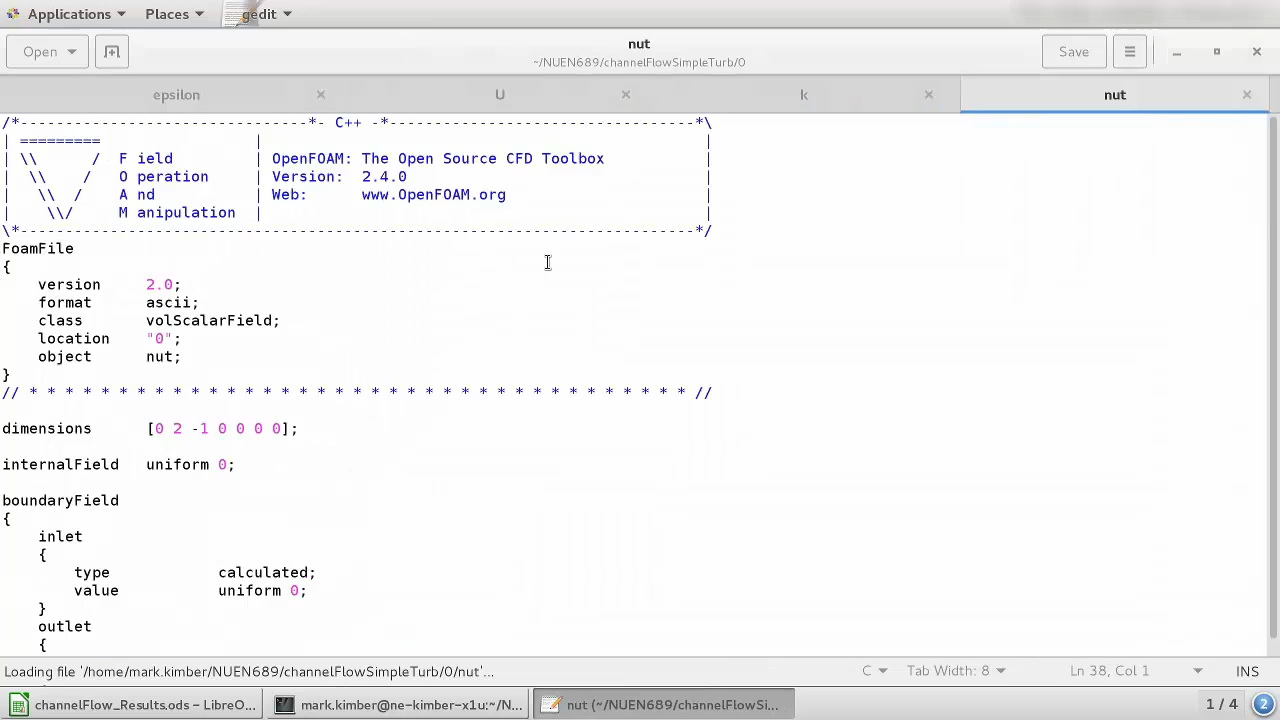 Applications Places gedit
Open nut Save
~/NUEN689/channelFlowSimpleTurb/0
epsilon U k nut
/*--------------------------------*- C++ -*----------------------------------*\
| ========= | |
| \\ / F ield | OpenFOAM: The Open Source CFD Toolbox |
| \\ / O peration | Version: 2.4.0 |
| \\ / A nd | Web: www.OpenFOAM.org |
| \\/ M anipulation | |
\*---------------------------------------------------------------------------*/
FoamFile
{
version 2.0;
format ascii;
class volScalarField;
location "0";
object nut;
}
// * * * * * * * * * * * * * * * * * * * * * * * * * * * * * * * * * * * * * //
dimensions [0 2 -1 0 0 0 0];
internalField uniform 0;
boundaryField
{
inlet
{
type calculated;
value uniform 0;
}
outlet
{
Loading file '/home/mark.kimber/NUEN689/channelFlowSimpleTurb/0/nut'... C Tab Width: 8 Ln 38, Col 1 INS
channelFlow_Results.ods – LibreO... mark.kimber@ne-kimber-x1u:~/N... nut (~/NUEN689/channelFlowSi... 1 / 4 2